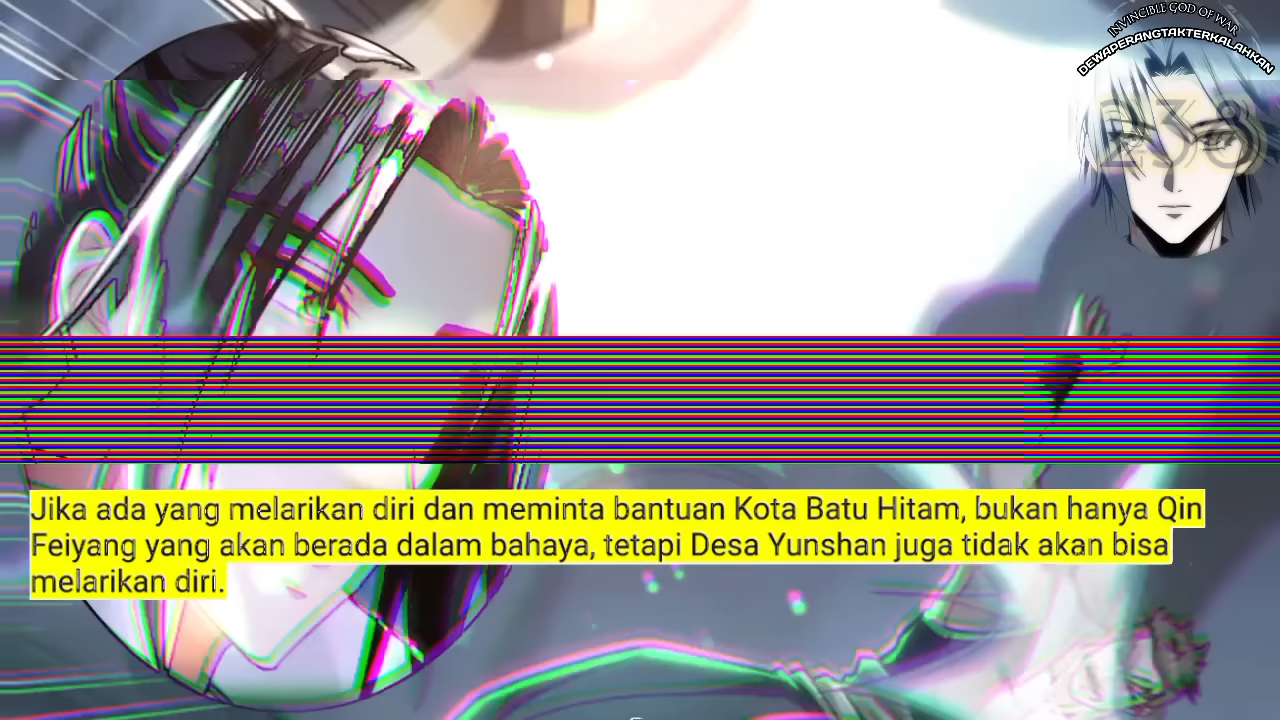 INVINCIBLE GOD OF WAR
DEWAPERANGTAKTERKALAHKAN
238
Jika ada yang melarikan diri dan meminta bantuan Kota Batu Hitam, bukan hanya Qin
Feiyang yang akan berada dalam bahaya, tetapi Desa Yunshan juga tidak akan bisa
melarikan diri.